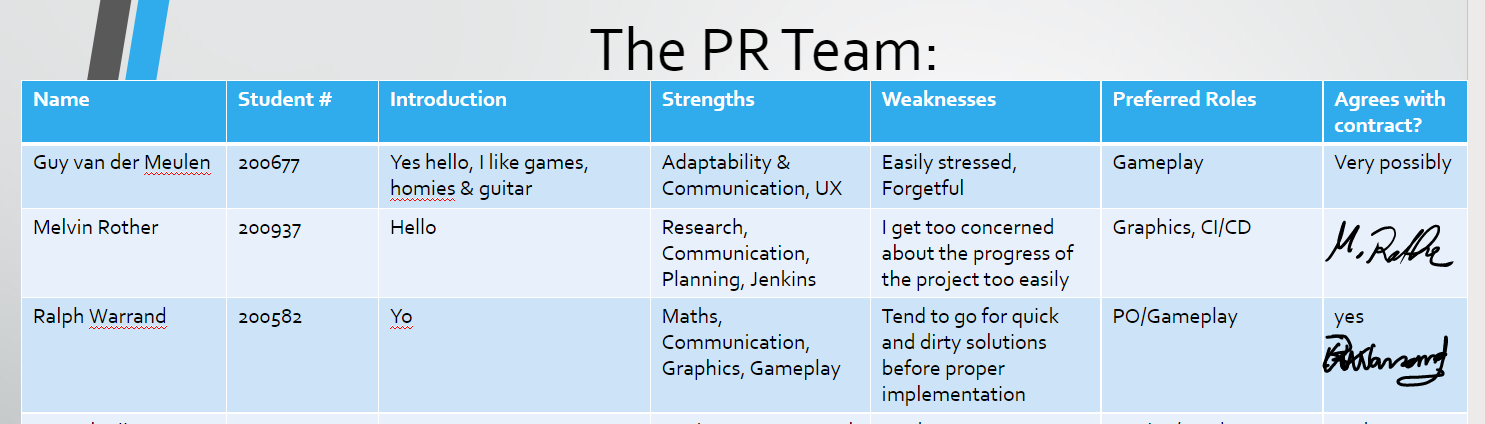 The PR Team:
Name Student # Introduction Strengths Weaknesses Preferred Roles Agrees with
contract?
Guy van der Meulen 200677 Yes hello, I like games, Adaptability & Easily stressed, Gameplay Very possibly
homies & guitar Communication, UX Forgetful
Melvin Rother 200937 Hello Research, I get too concerned Graphics, CI/CD M. Rother
Communication, about the progress of
Planning, Jenkins the project too easily
Ralph Warrand 200582 Yo Maths, Tend to go for quick PO/Gameplay yes
Communication, and dirty solutions
Graphics, Gameplay before proper
implementation